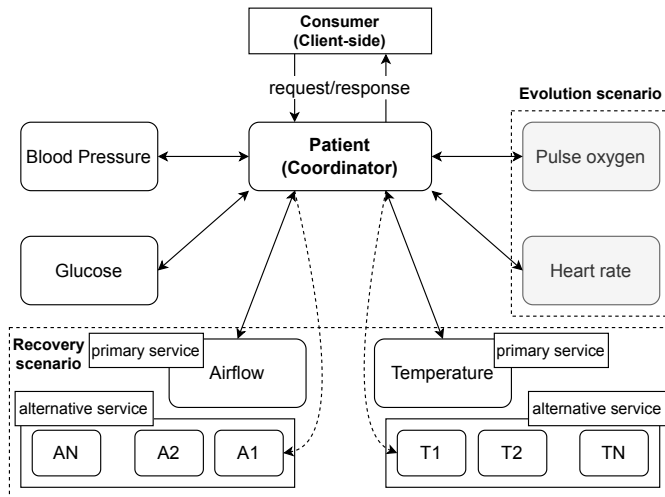 Consumer
(Client-side)
request/response
Evolution scenario
Blood Pressure
Patient
(Coordinator)
Pulse oxygen
Glucose
Heart rate
Recovery
scenario
primary service
Airflow
primary service
Temperature
alternative service
AN
A2
A1
alternative service
T1
T2
TN